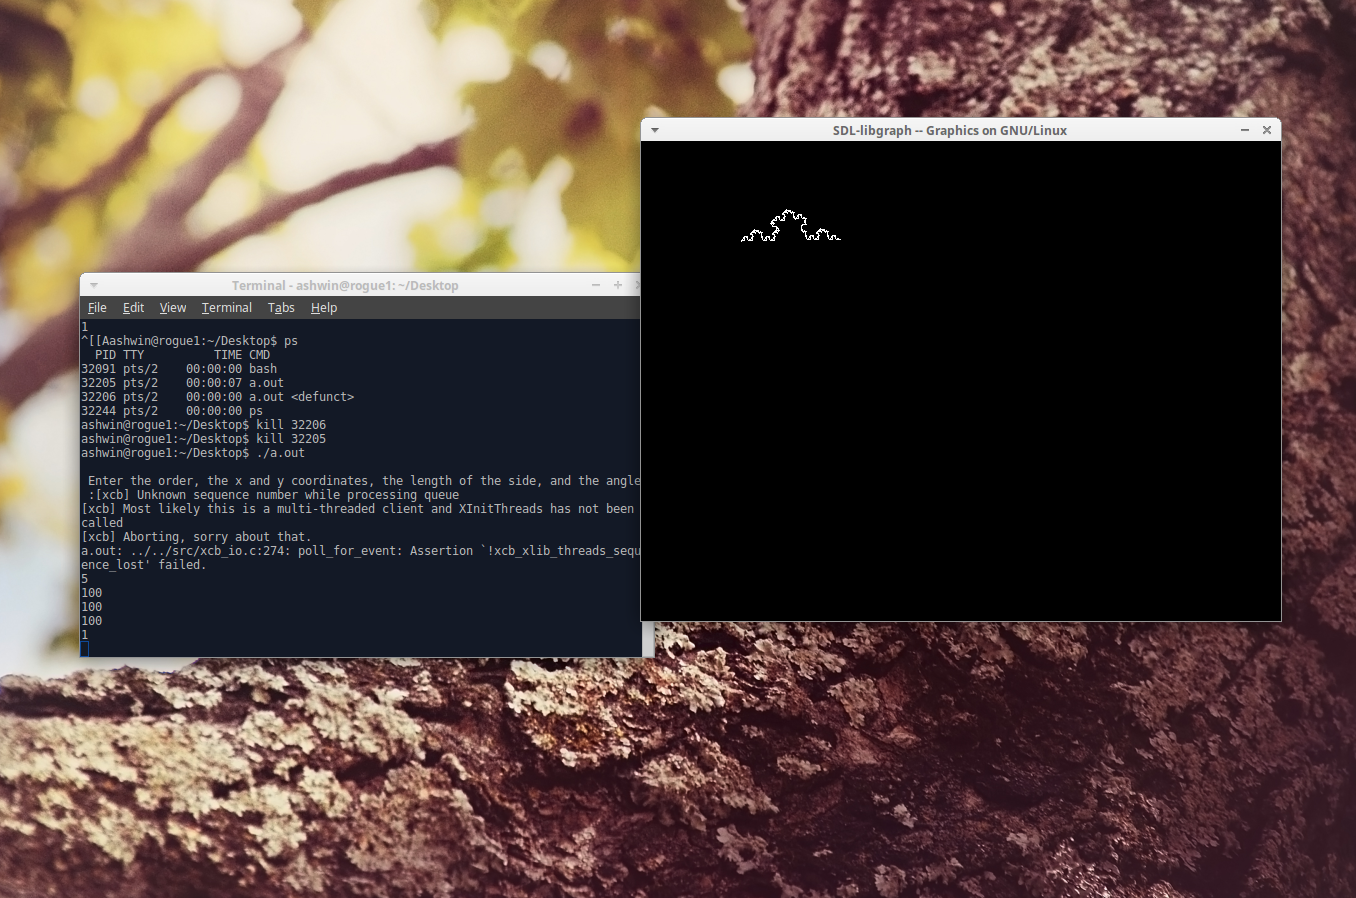 SDL-libgraph -- Graphics on GNU/Linux
Terminal - ashwin@rogue1: ~/Desktop
File Edit View Terminal Tabs Help
1
^[[Aashwin@rogue1:~/Desktop$ ps
  PID TTY          TIME CMD
32091 pts/2    00:00:00 bash
32205 pts/2    00:00:07 a.out
32206 pts/2    00:00:00 a.out <defunct>
32244 pts/2    00:00:00 ps
ashwin@rogue1:~/Desktop$ kill 32206
ashwin@rogue1:~/Desktop$ kill 32205
ashwin@rogue1:~/Desktop$ ./a.out
 Enter the order, the x and y coordinates, the length of the side, and the angle
 :[xcb] Unknown sequence number while processing queue
[xcb] Most likely this is a multi-threaded client and XInitThreads has not been
called
[xcb] Aborting, sorry about that.
a.out: ../../src/xcb_io.c:274: poll_for_event: Assertion `!xcb_xlib_threads_sequ
ence_lost' failed.
5
100
100
100
1